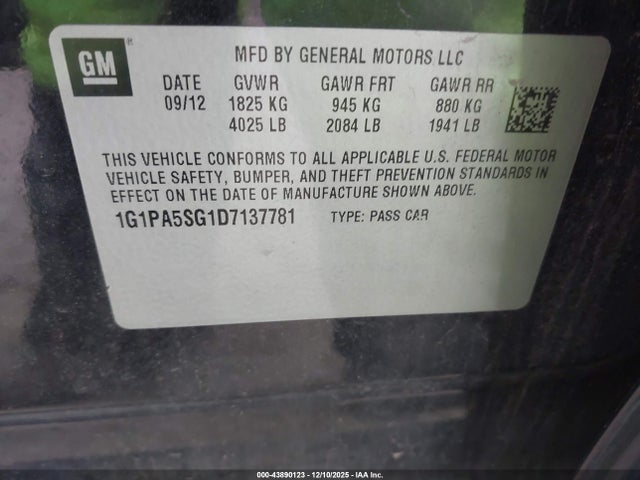 GM
MFD BY GENERAL MOTORS LLC
DATE GVWR GAWR FRT GAWR RR
09/12 1825 KG 945 KG 880 KG
4025 LB 2084 LB 1941 LB
THIS VEHICLE CONFORMS TO ALL APPLICABLE U.S. FEDERAL MOTOR
VEHICLE SAFETY, BUMPER, AND THEFT PREVENTION STANDARDS IN
EFFECT ON THE DATE OF MANUFACTURE SHOWN ABOVE.
1G1PA5SG1D7137781 TYPE: PASS CAR
000-43890123 - 12/10/2025 - IAA Inc.